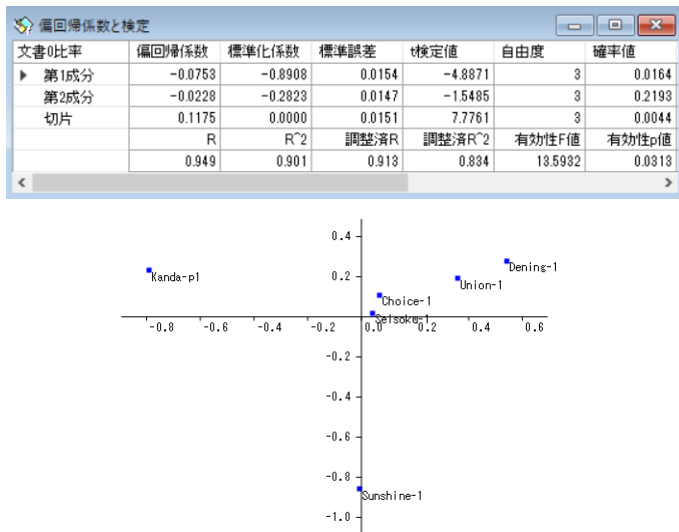 偏回帰係数と検定
文書0比率 偏回帰係数 標準化係数 標準誤差 t検定値 自由度 確率値
第1成分 -0.0753 -0.8908 0.0154 -4.8871 3 0.0164
第2成分 -0.0228 -0.2823 0.0147 -1.5485 3 0.2193
切片 0.1175 0.0000 0.0151 7.7761 3 0.0044
R R^2 調整済R 調整済R^2 有効性F値 有効性p値
0.949 0.901 0.913 0.834 13.5932 0.0313
0.4
Kanda-p1 0.2 Dening-1
Union-1
Choice-1
Seisoku-1
-0.8 -0.6 -0.4 -0.2 0.0 0.2 0.4 0.6
-0.2
-0.4
-0.6
-0.8
Sunshine-1
-1.0